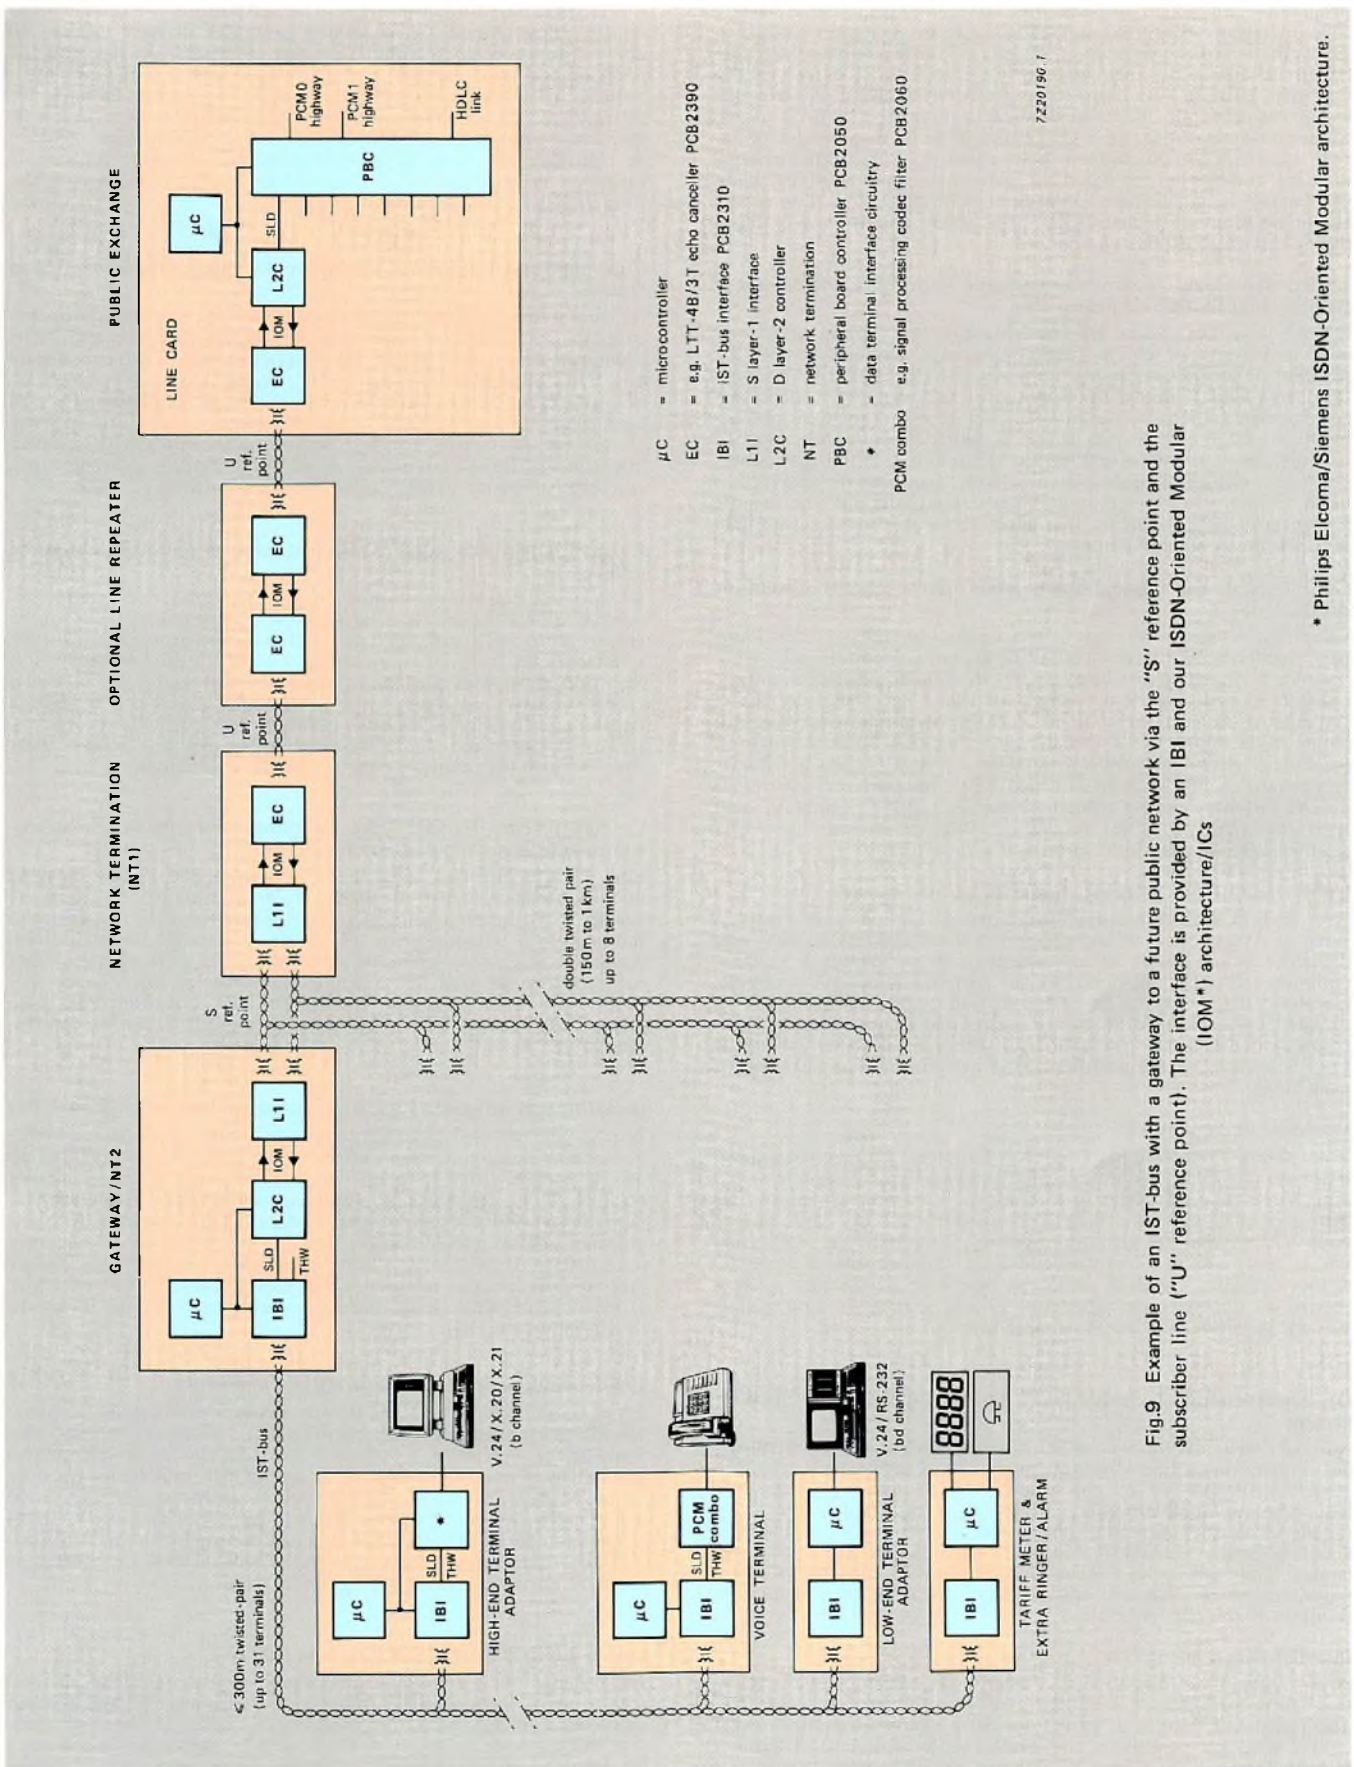 GATEWAY/NT2
NETWORK TERMINATION
(NT1)
OPTIONAL LINE REPEATER
PUBLIC EXCHANGE
≤ 300m twisted-pair
(up to 31 terminals)
IST-bus
μC
IBI
SLD
THW
L2C
IOM
L1I
S
ref.
point
L1I
IOM
EC
U
ref.
point
EC
IOM
EC
U
ref.
point
LINE CARD
EC
IOM
L2C
SLD
μC
PBC
PCM0
highway
PCM1
highway
HDLC
link
double twisted pair
(150 m to 1 km)
up to 8 terminals
μC
IBI
SLD
THW
*
HIGH-END TERMINAL
ADAPTOR
V.24/X.20/X.21
(b channel)
μC
IBI
SLD
THW
PCM
combo
VOICE TERMINAL
IBI
μC
LOW-END TERMINAL
ADAPTOR
V.24/RS-232
(bd channel)
IBI
μC
8888
TARIFF METER &
EXTRA RINGER/ALARM
μC = microcontroller
EC = e.g. LTT-4B/3T echo canceller PCB2390
IBI = IST-bus interface PCB2310
L1I = S layer-1 interface
L2C = D layer-2 controller
NT = network termination
PBC = peripheral board controller PCB2050
* = data terminal interface circuitry
PCM combo e.g. signal processing codec filter PCB2060
7Z20190.1
Fig.9 Example of an IST-bus with a gateway to a future public network via the "S" reference point and the
subscriber line ("U" reference point). The interface is provided by an IBI and our ISDN-Oriented Modular
(IOM*) architecture/ICs
* Philips Elcoma/Siemens ISDN-Oriented Modular architecture.